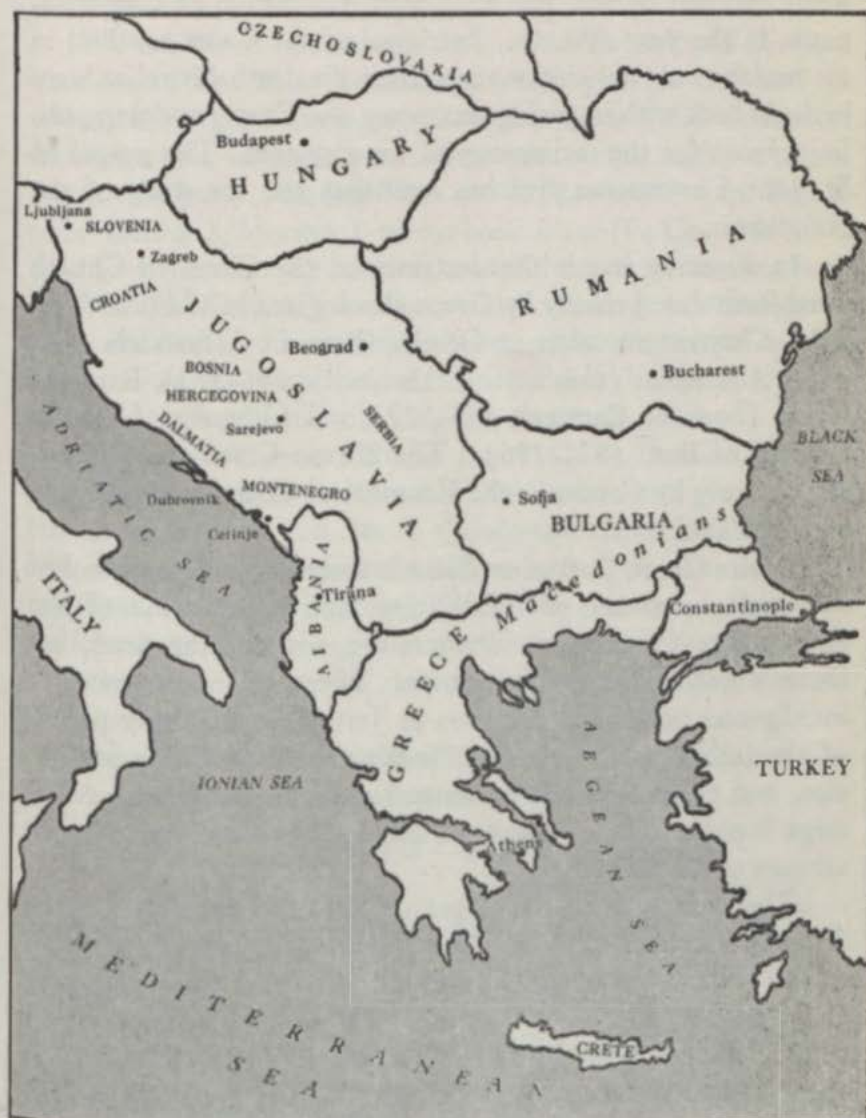 CZECHOSLOVAKIA
Budapest
HUNGARY
Ljubljana
SLOVENIA
Zagreb
CROATIA
JUGOSLAVIA
RUMANIA
Beograd
BOSNIA
HERCEGOVINA
Bucharest
Sarejevo
SERBIA
DALMATIA
ADRIATIC SEA
BLACK
SEA
MONTENEGRO
Dubrovnik
Cetinje
Sofja
BULGARIA
Macedonians
ITALY
ALBANIA
Tirana
Constantinople
GREECE
IONIAN SEA
AEGEAN SEA
TURKEY
Athens
MEDITERRANEAN
SEA
CRETE